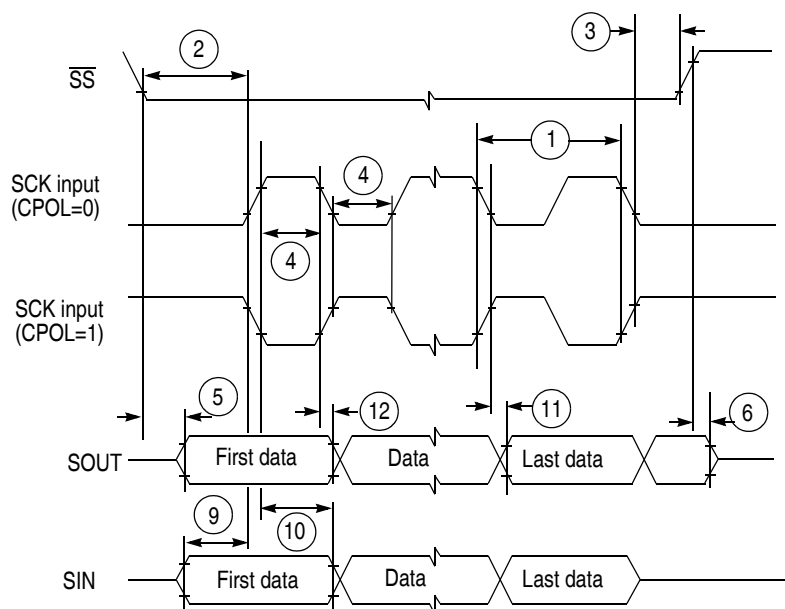 2
3
SS
1
SCK input
(CPOL=0)
4
4
SCK input
(CPOL=1)
5
12
11
6
SOUT
First data
Data
Last data
9
10
SIN
First data
Data
Last data